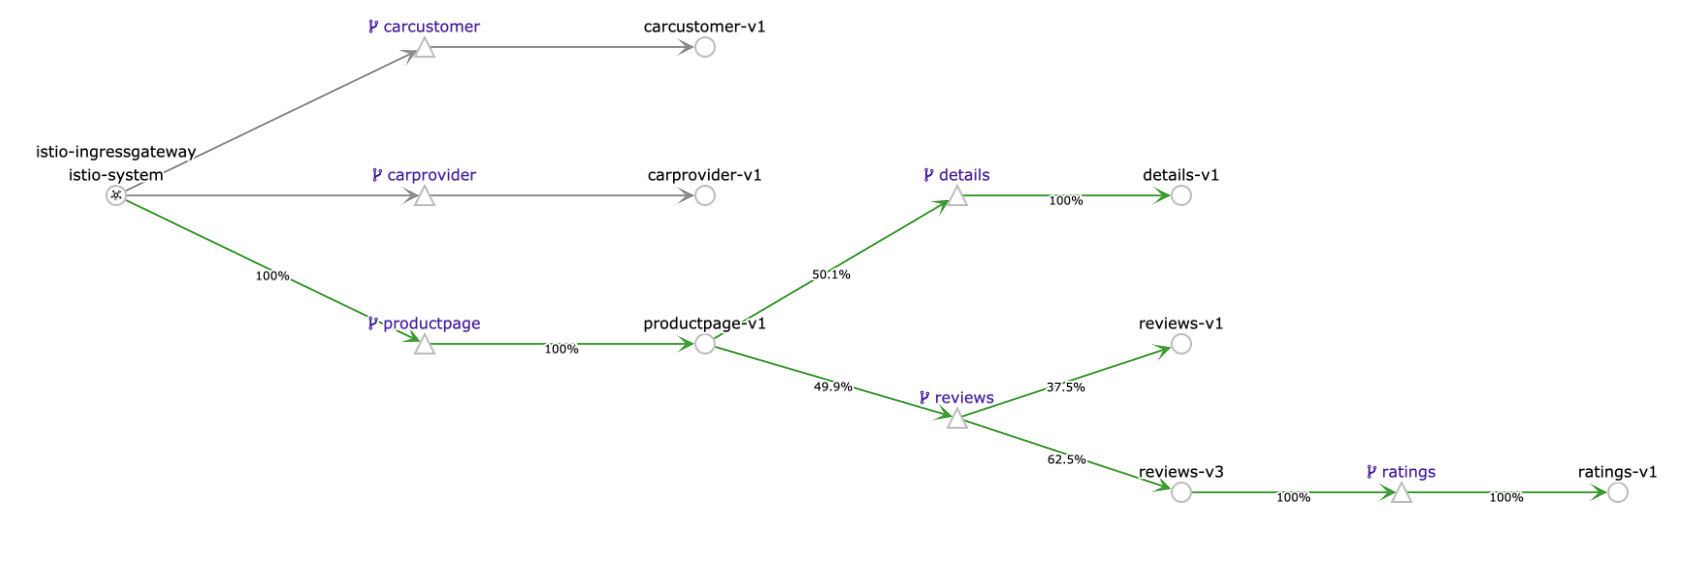 carcustomer
carcustomer-v1
istio-ingressgateway
istio-system
carprovider
carprovider-v1
details
details-v1
100%
100%
50.1%
productpage
productpage-v1
reviews-v1
100%
49.9%
37.5%
reviews
62.5%
reviews-v3
ratings
ratings-v1
100%
100%